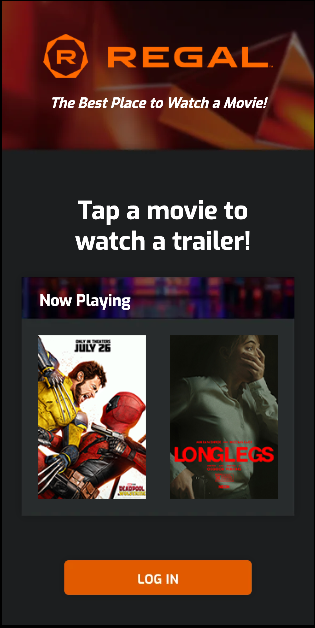 R REGAL
The Best Place to Watch a Movie!
Tap a movie to
watch a trailer!
Now Playing
ONLY IN THEATERS
JULY 26
DEADPOOL
LONGLEGS
LOG IN